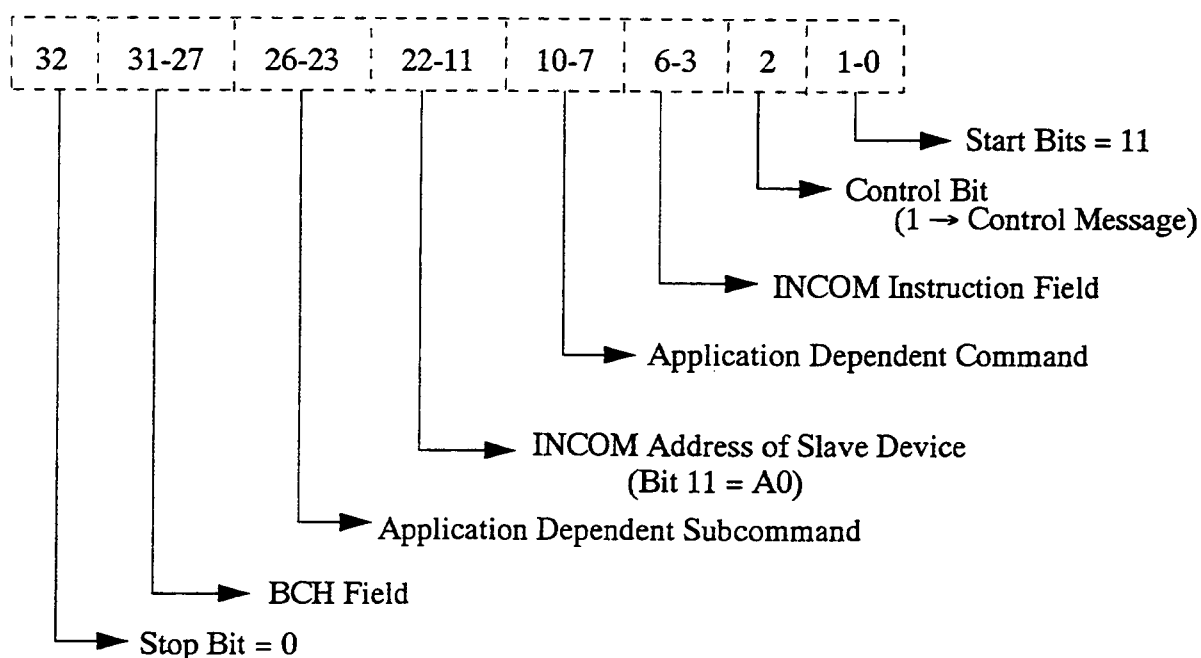 32 31-27 26-23 22-11 10-7 6-3 2 1-0
Start Bits = 11
Control Bit
(1 → Control Message)
INCOM Instruction Field
Application Dependent Command
INCOM Address of Slave Device
(Bit 11 = A0)
Application Dependent Subcommand
BCH Field
Stop Bit = 0